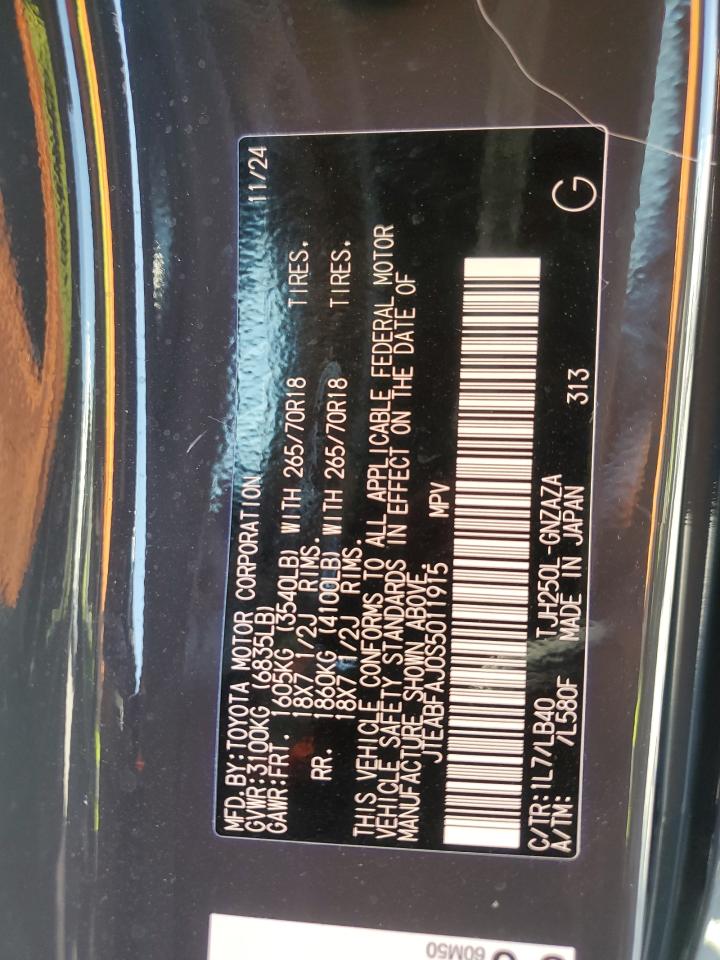 MFD.BY:TOYOTA MOTOR CORPORATION 11/24
GVWR:3100KG (6835LB)
GAWR:FRT. 1605KG (3540LB) WITH 265/70R18 TIRES.
18X7 1/2J RIMS.
RR. 1860KG (4100LB) WITH 265/70R18 TIRES.
18X7 1/2J RIMS.
THIS VEHICLE CONFORMS TO ALL APPLICABLE FEDERAL MOTOR
VEHICLE SAFETY STANDARDS IN EFFECT ON THE DATE OF
MANUFACTURE SHOWN ABOVE.
JTEABFAJ0S5011915 MPV
C/TR:1L7/LB40 TJH250L-GNZAZA G
A/TM: /L580F MADE IN JAPAN 313
60M50